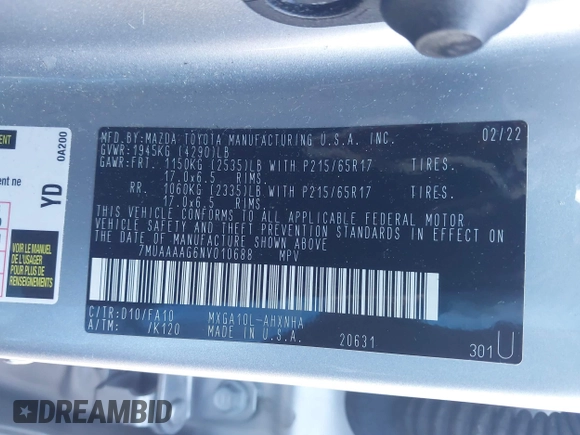 MFD.BY:MAZDA TOYOTA MANUFACTURING U.S.A. INC. 02/22
GVWR:1945KG (4290)LB
GAWR:FRT. 1150KG (2535)LB WITH P215/65R17 TIRES.
17.0x6.5 RIMS.
RR. 1060KG (2335)LB WITH P215/65R17 TIRES.
17.0x6.5 RIMS.
THIS VEHICLE CONFORMS TO ALL APPLICABLE FEDERAL MOTOR
VEHICLE SAFETY AND THEFT PREVENTION STANDARDS IN EFFECT ON
THE DATE OF MANUFACTURE SHOWN ABOVE
7MUAAAAG6NV010688 MPV
C/TR:D10/FA10 MXGA10L-AHXNHA
A/TM: /K120 MADE IN U.S.A. 20631
301U
0A200
YD
ent ne
VOIR LE MANUEL
DE L'USAGER
POUR PLUS DE
RENSEIGNEMENTS
DREAMBID